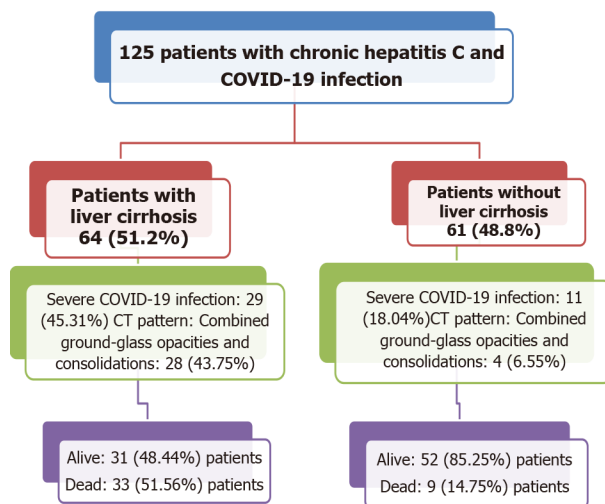 125 patients with chronic hepatitis C and
COVID-19 infection
Patients with
liver cirrhosis
64 (51.2%)
Patients without
liver cirrhosis
61 (48.8%)
Severe COVID-19 infection: 29
(45.31%) CT pattern: Combined
ground-glass opacities and
consolidations: 28 (43.75%)
Severe COVID-19 infection: 11
(18.04%)CT pattern: Combined
ground-glass opacities and
consolidations: 4 (6.55%)
Alive: 31 (48.44%) patients
Dead: 33 (51.56%) patients
Alive: 52 (85.25%) patients
Dead: 9 (14.75%) patients